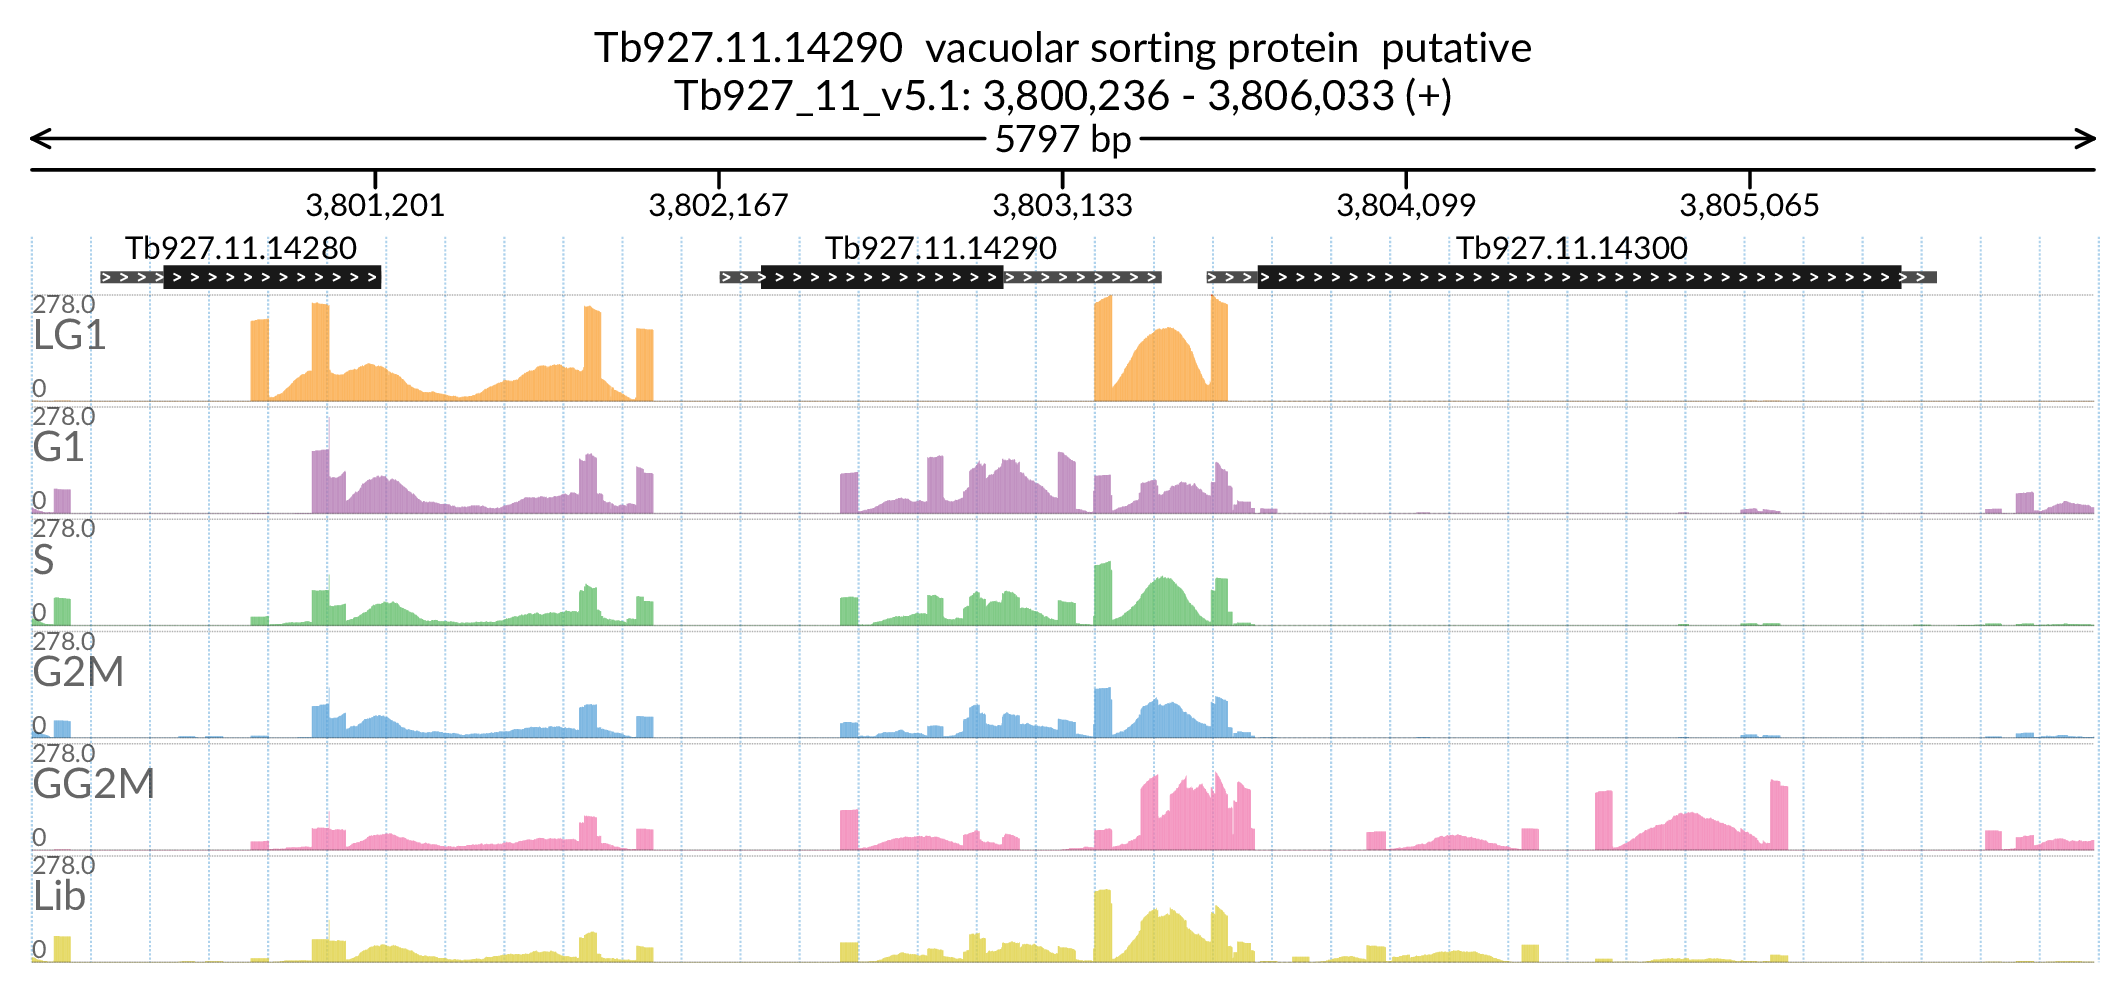 Tb927.11.14290  vacuolar sorting protein  putative
Tb927_11_v5.1: 3,800,236 - 3,806,033 (+)
5797 bp
3,801,201 3,802,167 3,803,133 3,804,099 3,805,065
Tb927.11.14280 Tb927.11.14290 Tb927.11.14300
278.0
LG1
0
278.0
G1
0
278.0
S
0
278.0
G2M
0
278.0
GG2M
0
278.0
Lib
0